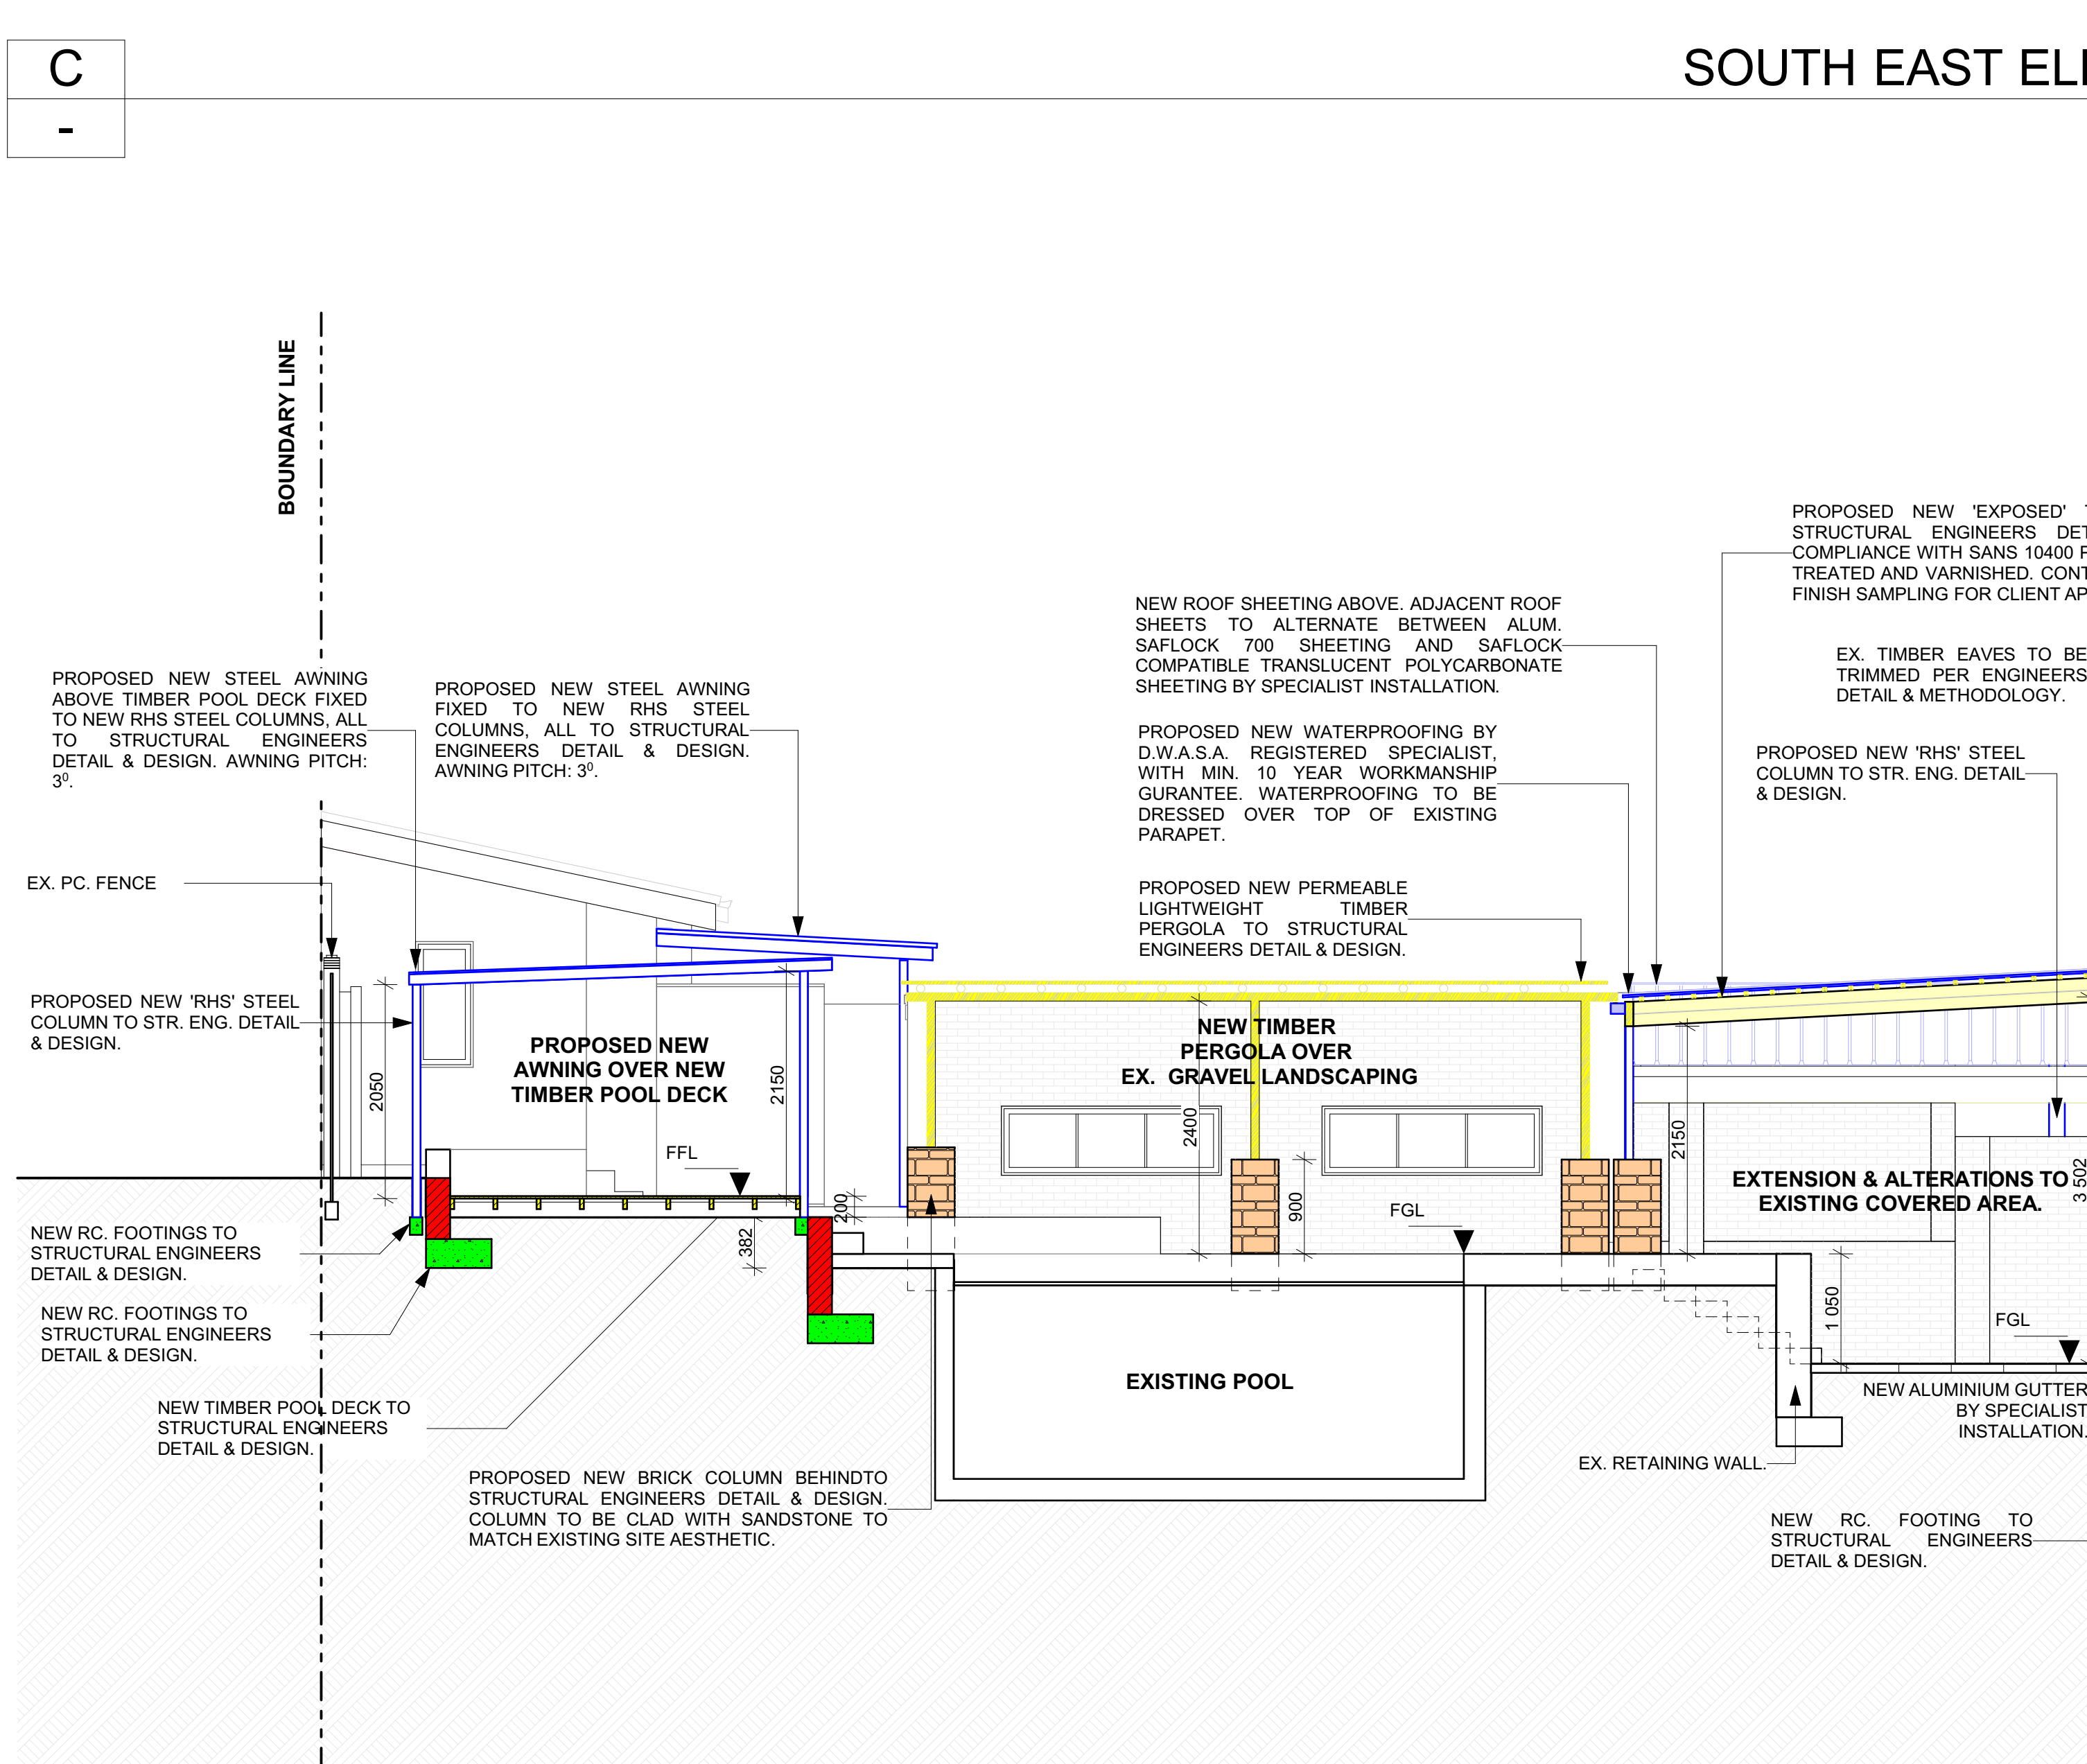 C
-
SOUTH EAST ELE
BOUNDARY LINE
PROPOSED NEW 'EXPOSED' T
STRUCTURAL ENGINEERS DET
COMPLIANCE WITH SANS 10400 P
TREATED AND VARNISHED. CONT
FINISH SAMPLING FOR CLIENT AP
NEW ROOF SHEETING ABOVE. ADJACENT ROOF
SHEETS TO ALTERNATE BETWEEN ALUM.
SAFLOCK 700 SHEETING AND SAFLOCK
COMPATIBLE TRANSLUCENT POLYCARBONATE
SHEETING BY SPECIALIST INSTALLATION.
EX. TIMBER EAVES TO BE
TRIMMED PER ENGINEERS
DETAIL & METHODOLOGY.
PROPOSED NEW STEEL AWNING
ABOVE TIMBER POOL DECK FIXED
TO NEW RHS STEEL COLUMNS, ALL
TO STRUCTURAL ENGINEERS
DETAIL & DESIGN. AWNING PITCH:
3⁰.
PROPOSED NEW STEEL AWNING
FIXED TO NEW RHS STEEL
COLUMNS, ALL TO STRUCTURAL
ENGINEERS DETAIL & DESIGN.
AWNING PITCH: 3⁰.
PROPOSED NEW WATERPROOFING BY
D.W.A.S.A. REGISTERED SPECIALIST,
WITH MIN. 10 YEAR WORKMANSHIP
GURANTEE. WATERPROOFING TO BE
DRESSED OVER TOP OF EXISTING
PARAPET.
PROPOSED NEW 'RHS' STEEL
COLUMN TO STR. ENG. DETAIL
& DESIGN.
EX. PC. FENCE
PROPOSED NEW PERMEABLE
LIGHTWEIGHT TIMBER
PERGOLA TO STRUCTURAL
ENGINEERS DETAIL & DESIGN.
PROPOSED NEW 'RHS' STEEL
COLUMN TO STR. ENG. DETAIL
& DESIGN.
2050
PROPOSED NEW
AWNING OVER NEW
TIMBER POOL DECK
2150
FFL
NEW TIMBER
PERGOLA OVER
EX. GRAVEL LANDSCAPING
2400
2150
EXTENSION & ALTERATIONS TO
EXISTING COVERED AREA.
3 502
200
382
900
FGL
NEW RC. FOOTINGS TO
STRUCTURAL ENGINEERS
DETAIL & DESIGN.
NEW RC. FOOTINGS TO
STRUCTURAL ENGINEERS
DETAIL & DESIGN.
1 050
FGL
EXISTING POOL
NEW ALUMINIUM GUTTER
BY SPECIALIST
INSTALLATION.
NEW TIMBER POOL DECK TO
STRUCTURAL ENGINEERS
DETAIL & DESIGN.
EX. RETAINING WALL.
PROPOSED NEW BRICK COLUMN BEHINDTO
STRUCTURAL ENGINEERS DETAIL & DESIGN.
COLUMN TO BE CLAD WITH SANDSTONE TO
MATCH EXISTING SITE AESTHETIC.
NEW RC. FOOTING TO
STRUCTURAL ENGINEERS
DETAIL & DESIGN.